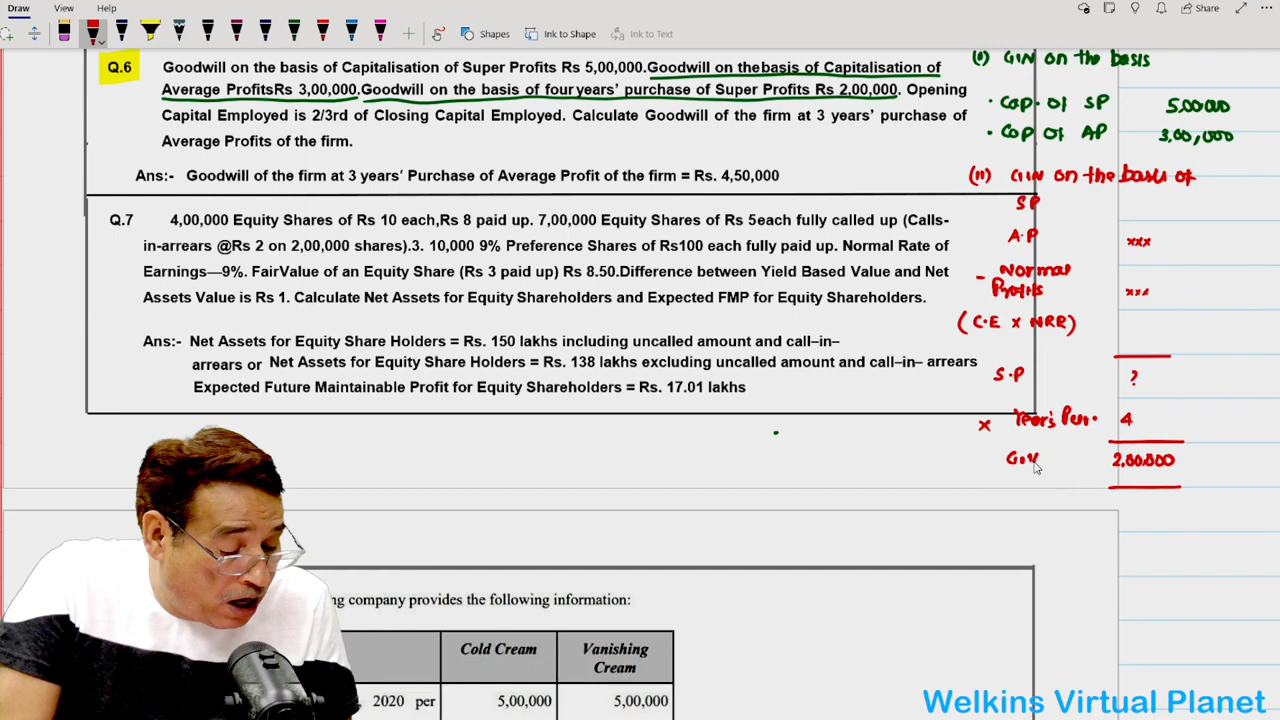 Draw View Share
Shapes Ink to Shape Ink to Text
Q.6 Goodwill on the basis of Capitalisation of Super Profits Rs 5,00,000.Goodwill on thebasis of Capitalisation of
Average ProfitsRs 3,00,000.Goodwill on the basis of fouryears' purchase of Super Profits Rs 2,00,000. Opening
Capital Employed is 2/3rd of Closing Capital Employed. Calculate Goodwill of the firm at 3 years' purchase of
Average Profits of the firm.
Ans:- Goodwill of the firm at 3 years' Purchase of Average Profit of the firm = Rs. 4,50,000
Q.7 4,00,000 Equity Shares of Rs 10 each,Rs 8 paid up. 7,00,000 Equity Shares of Rs 5each fully called up (Calls-
in-arrears @Rs 2 on 2,00,000 shares).3. 10,000 9% Preference Shares of Rs100 each fully paid up. Normal Rate of
Earnings—9%. FairValue of an Equity Share (Rs 3 paid up) Rs 8.50.Difference between Yield Based Value and Net
Assets Value is Rs 1. Calculate Net Assets for Equity Shareholders and Expected FMP for Equity Shareholders.
Ans:- Net Assets for Equity Share Holders = Rs. 150 lakhs including uncalled amount and call–in–
arrears or Net Assets for Equity Share Holders = Rs. 138 lakhs excluding uncalled amount and call–in– arrears
Expected Future Maintainable Profit for Equity Shareholders = Rs. 17.01 lakhs
G/W on the basis
· Cap. of SP 5,00,000
· Cap of AP 3,00,000
(II) G/W on the basis of
SP
A.P xxx
- Normal
Profits xxx
(C.E x NRR)
S.P ?
x Year's Pur. 4
G.W 2,00,000
ng company provides the following information:
Cold Cream Vanishing
Cream
2020 per 5,00,000 5,00,000
Welkins Virtual Planet